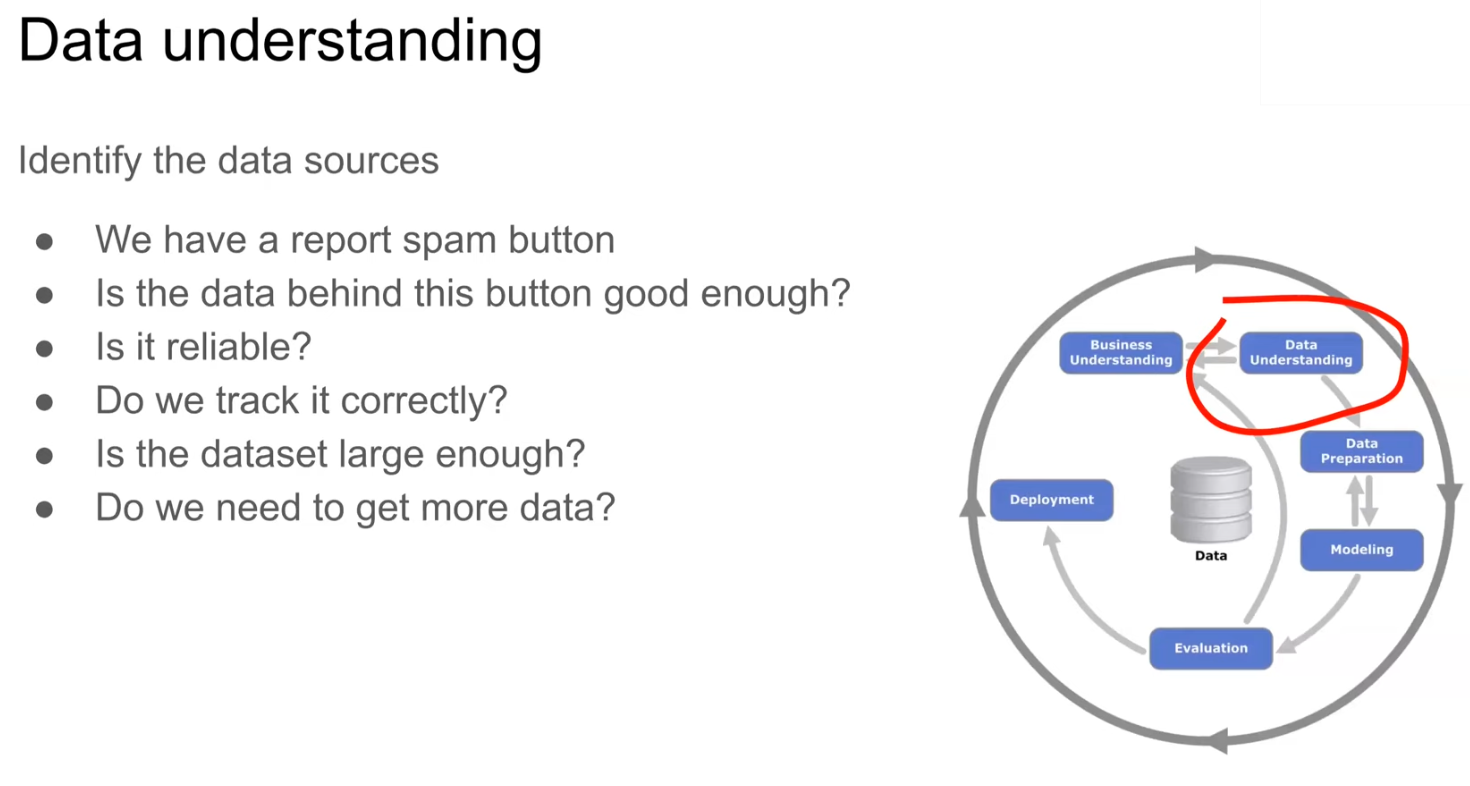 Data understanding
Identify the data sources
● We have a report spam button
● Is the data behind this button good enough?
● Is it reliable?
● Do we track it correctly?
● Is the dataset large enough?
● Do we need to get more data?
Business
Understanding
Data
Understanding
Data
Preparation
Modeling
Evaluation
Deployment
Data